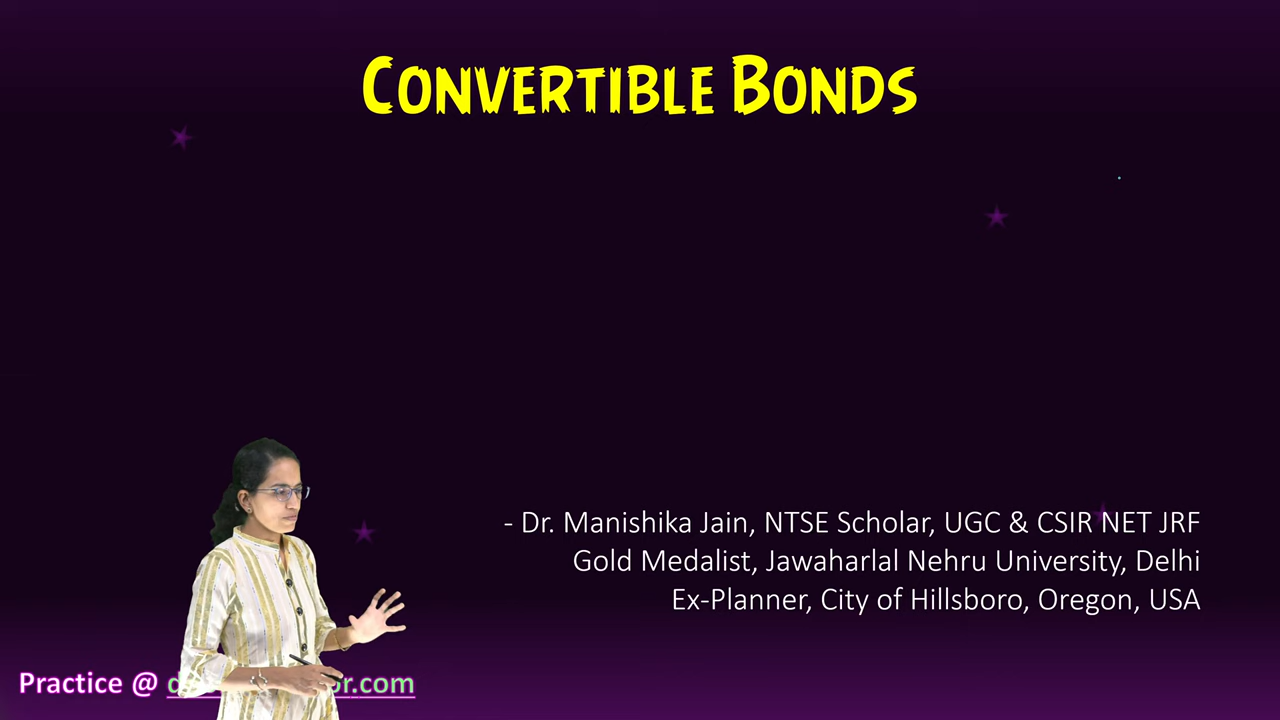 Convertible Bonds
- Dr. Manishika Jain, NTSE Scholar, UGC & CSIR NET JRF
Gold Medalist, Jawaharlal Nehru University, Delhi
Ex-Planner, City of Hillsboro, Oregon, USA
Practice @